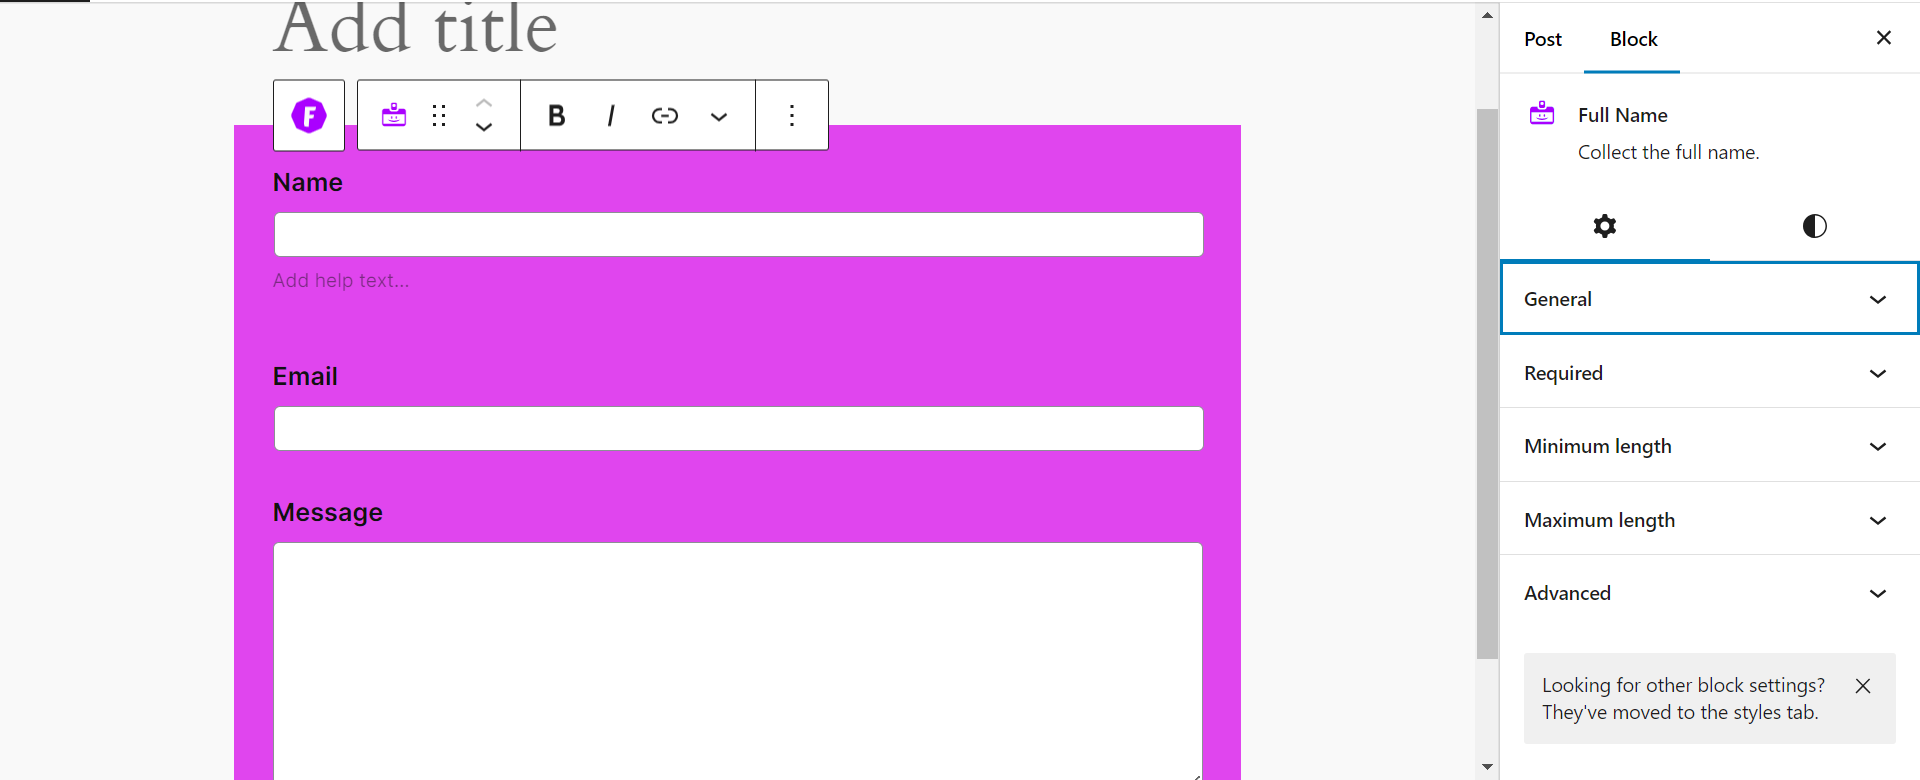 Add title
F
B I
Name
Add help text...
Email
Message
Post
Block
Full Name
Collect the full name.
General
Required
Minimum length
Maximum length
Advanced
Looking for other block settings?
They've moved to the styles tab.